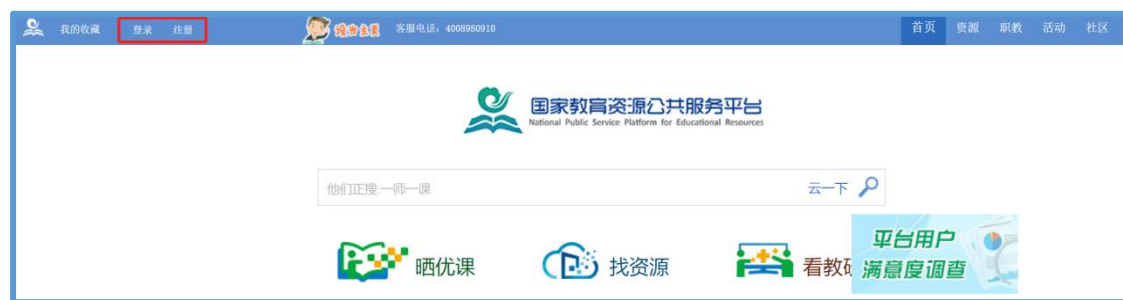 我的收藏 登录 注册 客服电话：4008980910 首页 资源 职教 活动 社区
国家教育资源公共服务平台
National Public Service Platform for Educational Resources
他们正搜:一师一课 云一下
晒优课 找资源 看教研
平台用户
满意度调查